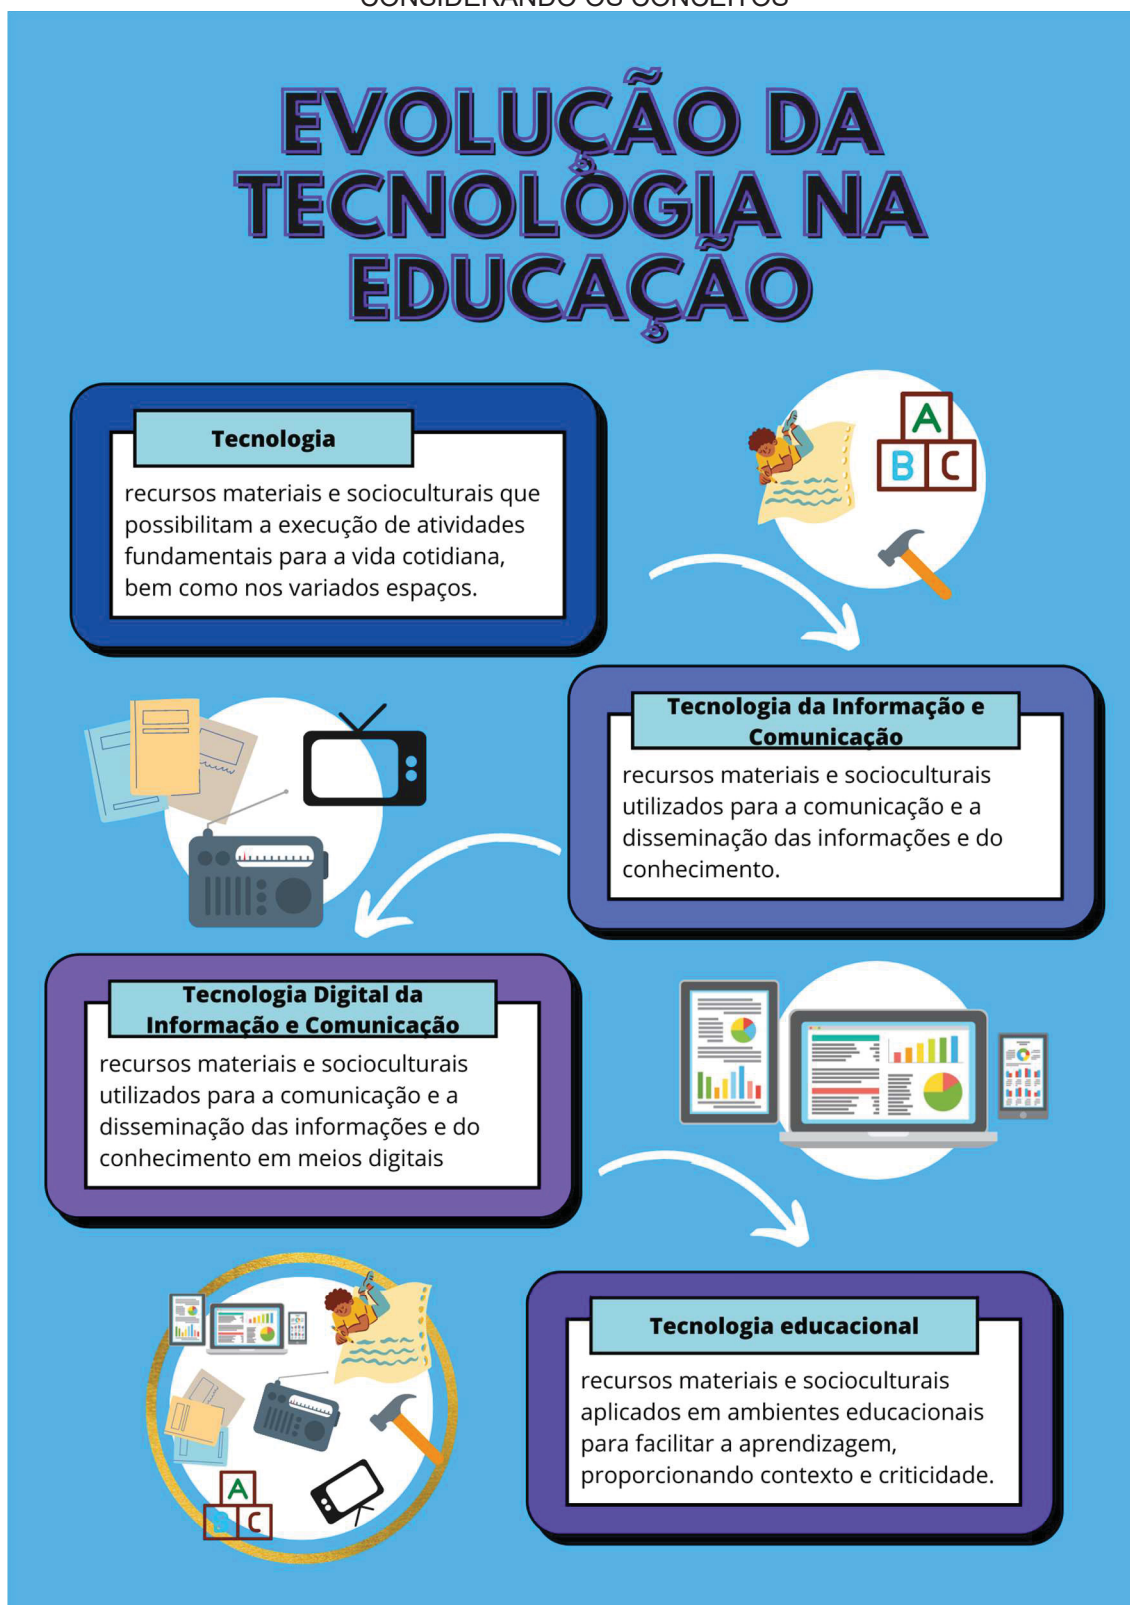 CONSIDERANDO OS CONCEITOS
EVOLUÇÃO DA
TECNOLOGIA NA
EDUCAÇÃO
Tecnologia
recursos materiais e socioculturais que
possibilitam a execução de atividades
fundamentais para a vida cotidiana,
bem como nos variados espaços.
A
B C
Tecnologia da Informação e
Comunicação
recursos materiais e socioculturais
utilizados para a comunicação e a
disseminação das informações e do
conhecimento.
Tecnologia Digital da
Informação e Comunicação
recursos materiais e socioculturais
utilizados para a comunicação e a
disseminação das informações e do
conhecimento em meios digitais
Tecnologia educacional
recursos materiais e socioculturais
aplicados em ambientes educacionais
para facilitar a aprendizagem,
proporcionando contexto e criticidade.
A
B C